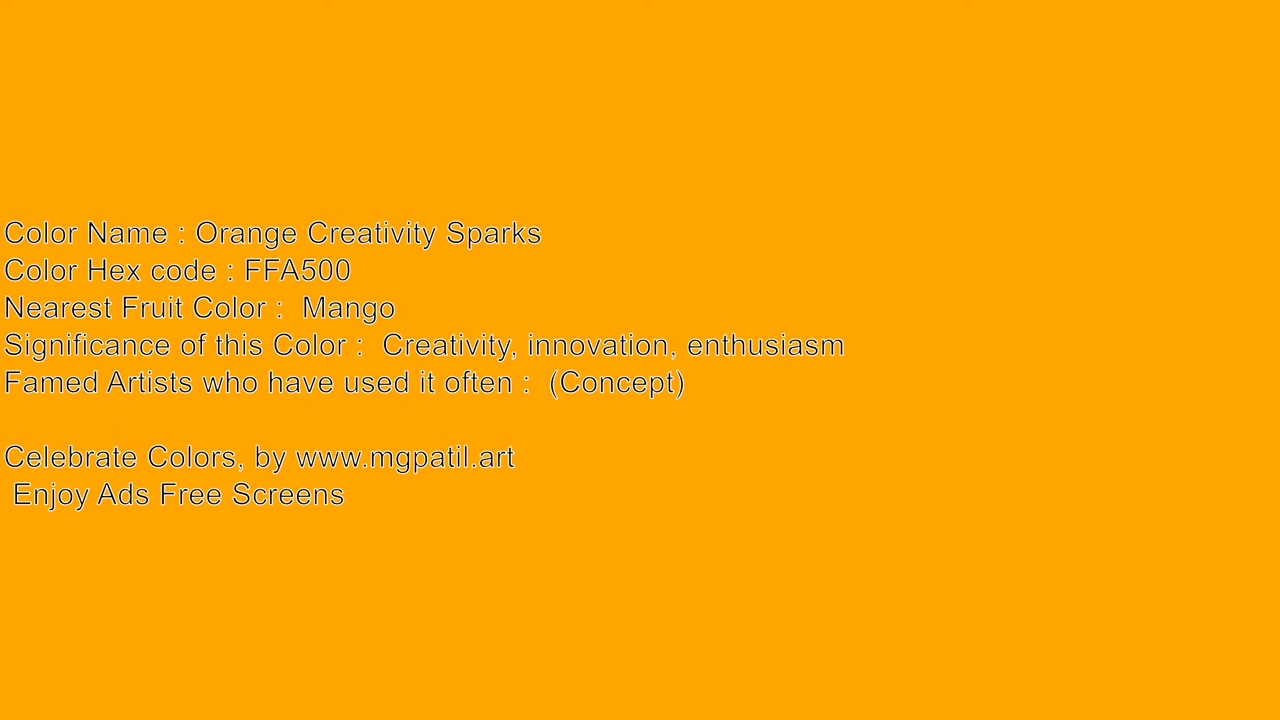 Color Name : Orange Creativity Sparks
Color Hex code : FFA500
Nearest Fruit Color :  Mango
Significance of this Color :  Creativity, innovation, enthusiasm
Famed Artists who have used it often :  (Concept)
Celebrate Colors, by www.mgpatil.art
Enjoy Ads Free Screens